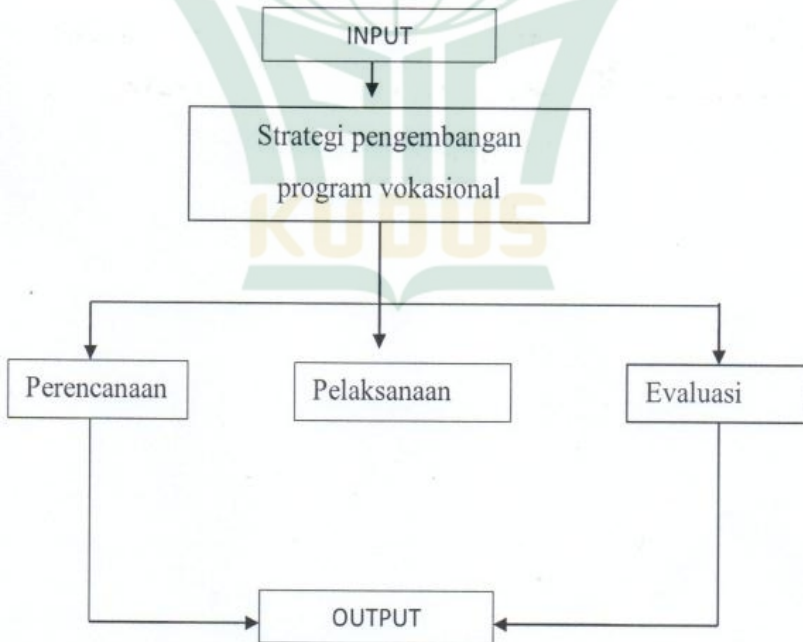 INPUT
Strategi pengembangan
program vokasional
KUDUS
Perencanaan
Pelaksanaan
Evaluasi
OUTPUT